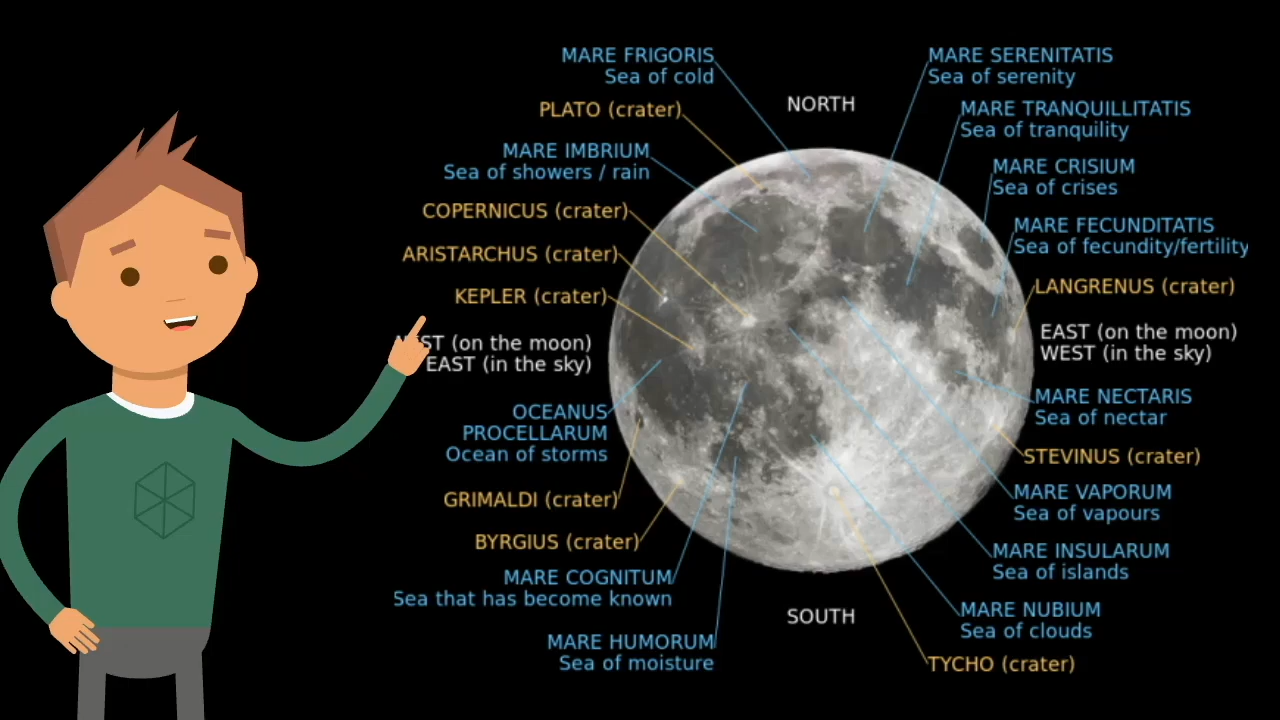 MARE FRIGORIS
Sea of cold
PLATO (crater)
MARE IMBRIUM
Sea of showers / rain
COPERNICUS (crater)
ARISTARCHUS (crater)
KEPLER (crater)
(on the moon)
EAST (in the sky)
OCEANUS
PROCELLARUM
Ocean of storms
GRIMALDI (crater)
BYRGIUS (crater)
MARE COGNITUM
Sea that has become known
MARE HUMORUM
Sea of moisture
NORTH
SOUTH
MARE SERENITATIS
Sea of serenity
MARE TRANQUILLITATIS
Sea of tranquility
MARE CRISIUM
Sea of crises
MARE FECUNDITATIS
Sea of fecundity/fertility
LANGRENUS (crater)
EAST (on the moon)
WEST (in the sky)
MARE NECTARIS
Sea of nectar
STEVINUS (crater)
MARE VAPORUM
Sea of vapours
MARE INSULARUM
Sea of islands
MARE NUBIUM
Sea of clouds
TYCHO (crater)